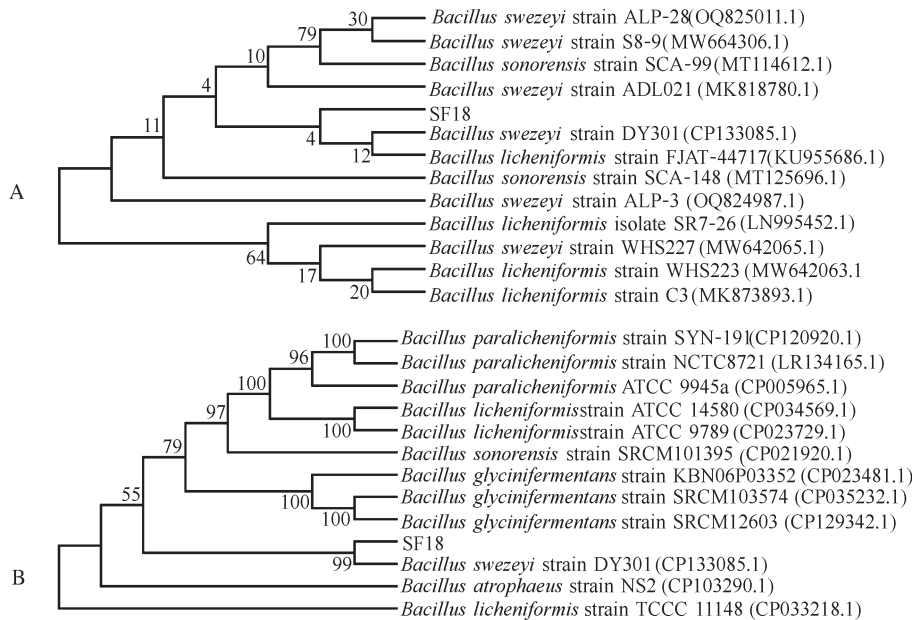 30 Bacillus swezeyi strain ALP-28(OQ825011.1)
79 Bacillus swezeyi strain S8-9(MW664306.1)
10 Bacillus sonorensis strain SCA-99(MT114612.1)
4 Bacillus swezeyi strain ADL021(MK818780.1)
SF18
11 4 Bacillus swezeyi strain DY301(CP133085.1)
12 Bacillus licheniformis strain FJAT-44717(KU955686.1)
Bacillus sonorensis strain SCA-148 (MT125696.1)
A
Bacillus swezeyi strain ALP-3 (OQ824987.1)
Bacillus licheniformis isolate SR7-26 (LN995452.1)
64 Bacillus swezeyi strain WHS227(MW642065.1)
17 Bacillus licheniformis strain WHS223 (MW642063.1
20 Bacillus licheniformis strain C3(MK873893.1)
100 Bacillus paralicheniformis strain SYN-191(CP120920.1)
96 Bacillus paralicheniformis strain NCTC8721 (LR134165.1)
100 Bacillus paralicheniformis ATCC 9945a (CP005965.1)
97 Bacillus licheniformisstrain ATCC 14580 (CP034569.1)
100 Bacillus licheniformisstrain ATCC 9789 (CP023729.1)
79 Bacillus sonorensis strain SRCM101395 (CP021920.1)
Bacillus glycinifermentans strain KBN06P03352 (CP023481.1)
55 100 Bacillus glycinifermentans strain SRCM103574 (CP035232.1)
100 Bacillus glycinifermentans strain SRCM12603 (CP129342.1)
SF18
99 Bacillus swezeyi strain DY301(CP133085.1)
B
Bacillus atrophaeus strain NS2 (CP103290.1)
Bacillus licheniformis strain TCCC 11148 (CP033218.1)